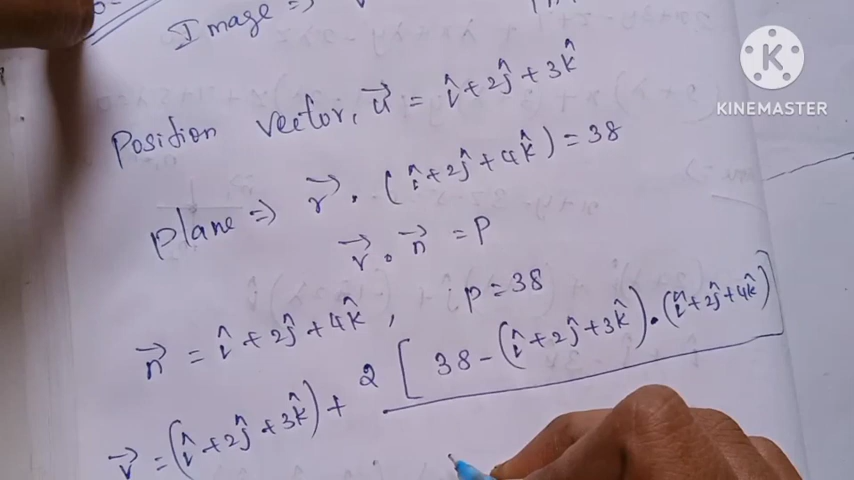 Image ⇒
Position vector, u⃗ = î + 2ĵ + 3k̂
plane ⇒ r⃗ . (î + 2ĵ + 4k̂) = 38
r⃗ . n⃗ = P
n⃗ = î + 2ĵ + 4k̂, p = 38
v⃗ = (î + 2ĵ + 3k̂) + 2 [38 - (î + 2ĵ + 3k̂) . (î + 2ĵ + 4k̂)
KINEMASTER